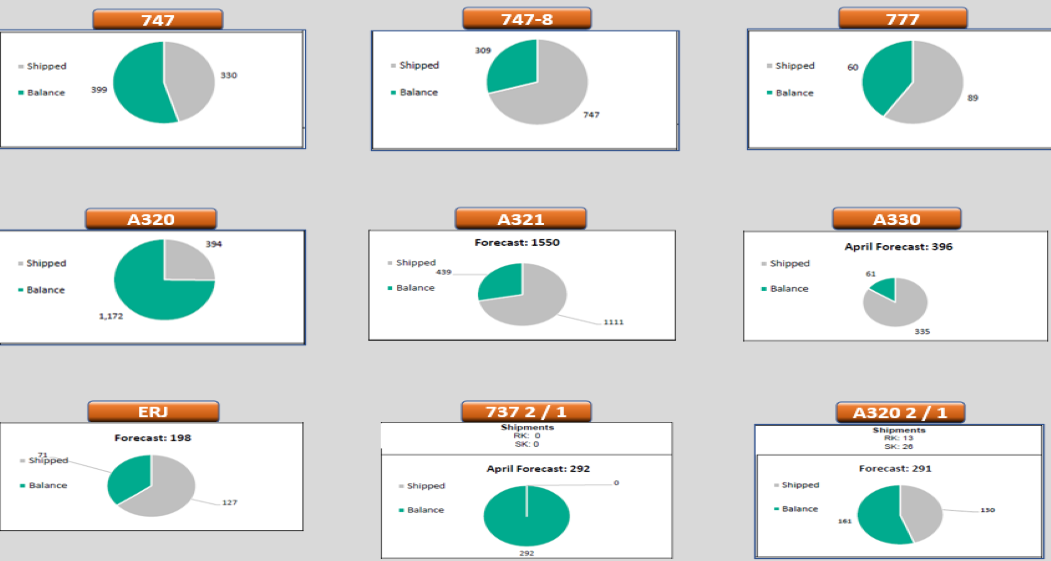 747
747-8
777
Shipped
Balance
399
330
Shipped
Balance
309
747
Shipped
Balance
60
89
A320
A321
A330
Shipped
Balance
394
1,172
Forecast: 1550
Shipped
Balance
439
1111
April Forecast: 396
Shipped
Balance
61
335
ERJ
737 2 / 1
A320 2 / 1
Forecast: 198
71
Shipped
Balance
127
Shipments
RK: 0
SK: 0
April Forecast: 292
Shipped
Balance
0
292
Shipments
RK: 13
SK: 26
Forecast: 291
Shipped
Balance
161
130